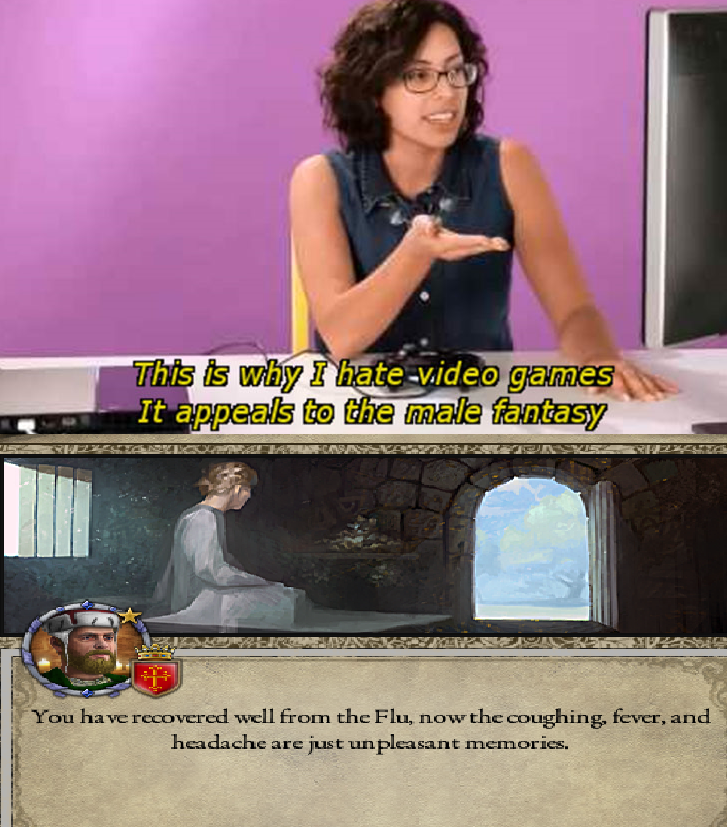 This is why I hate video games
It appeals to the male fantasy
You have recovered well from the Flu, now the coughing, fever, and
headache are just unpleasant memories.